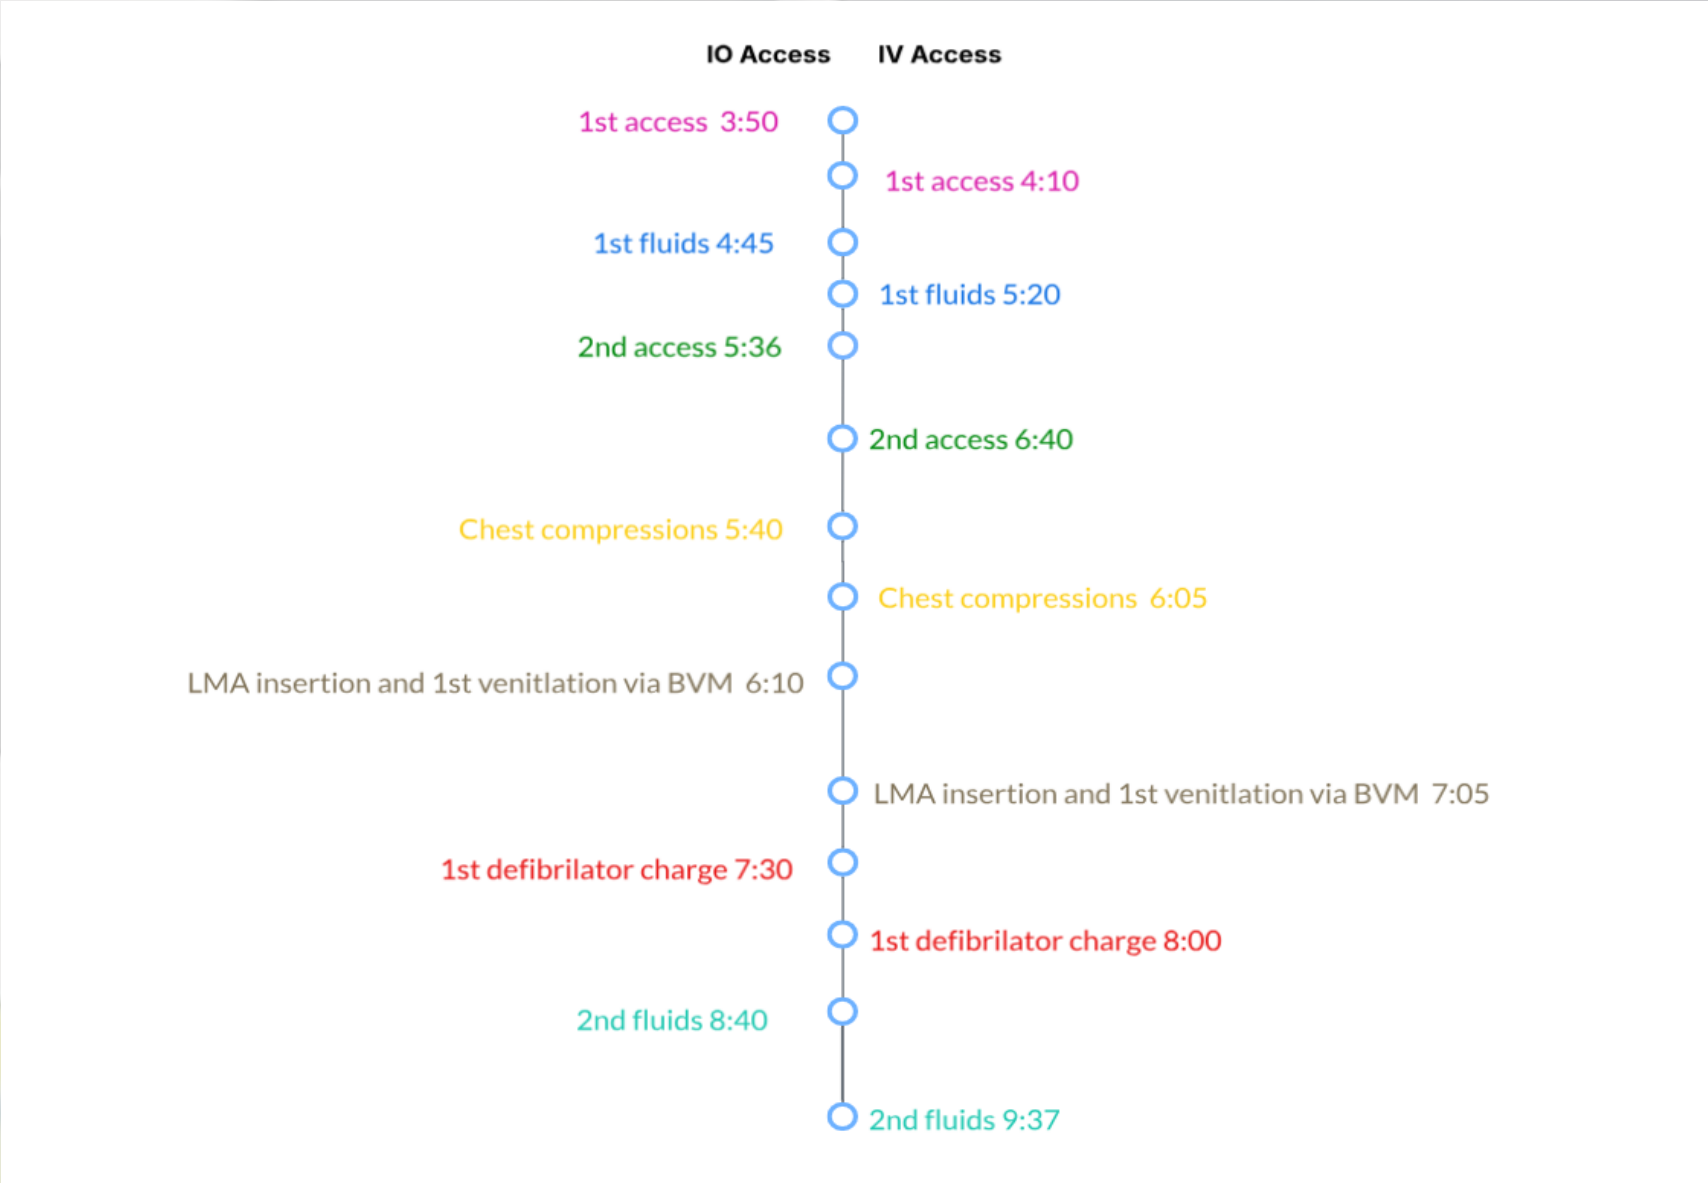 IO Access IV Access
1st access 3:50
1st access 4:10
1st fluids 4:45
1st fluids 5:20
2nd access 5:36
2nd access 6:40
Chest compressions 5:40
Chest compressions 6:05
LMA insertion and 1st venitlation via BVM 6:10
LMA insertion and 1st venitlation via BVM 7:05
1st defibrilator charge 7:30
1st defibrilator charge 8:00
2nd fluids 8:40
2nd fluids 9:37